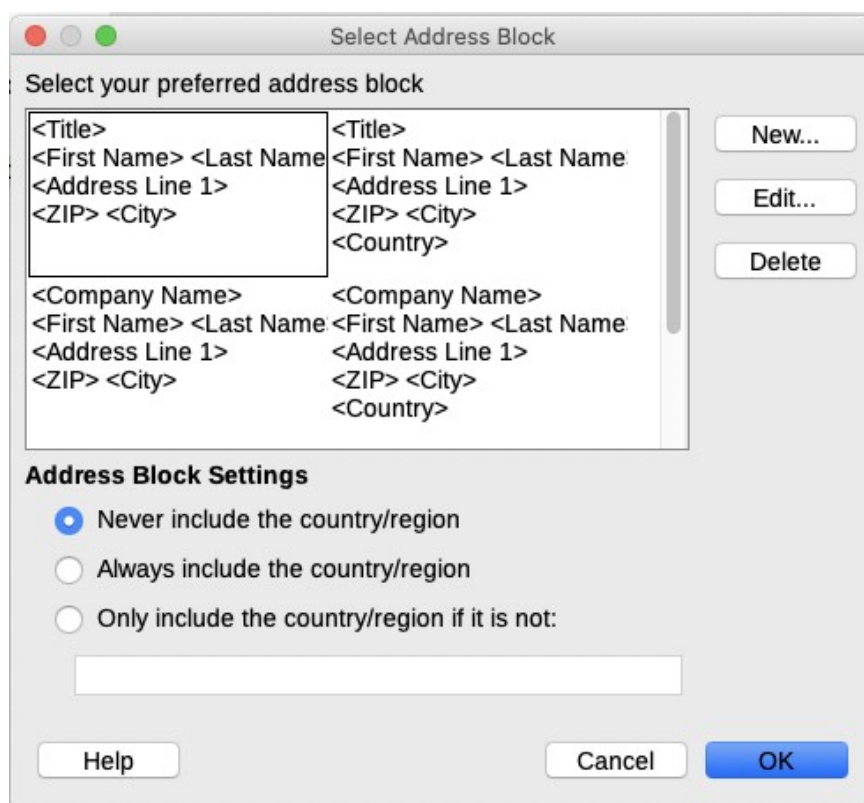 Select Address Block
Select your preferred address block
<Title>
<First Name> <Last Name
<Address Line 1>
<ZIP> <City>
<Title>
<First Name> <Last Name
<Address Line 1>
<ZIP> <City>
<Country>
<Company Name>
<First Name> <Last Name
<Address Line 1>
<ZIP> <City>
<Company Name>
<First Name> <Last Name
<Address Line 1>
<ZIP> <City>
<Country>
New...
Edit...
Delete
Address Block Settings
Never include the country/region
Always include the country/region
Only include the country/region if it is not:
Help
Cancel
OK